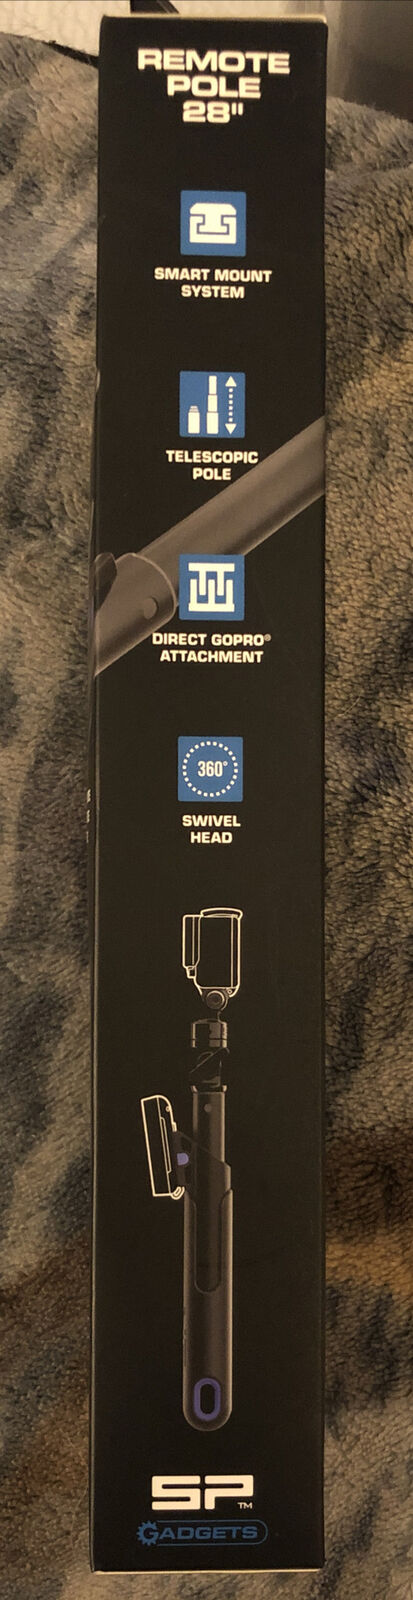 REMOTE
POLE
28"
SMART MOUNT
SYSTEM
TELESCOPIC
POLE
DIRECT GOPRO®
ATTACHMENT
360°
SWIVEL
HEAD
SP™
GADGETS